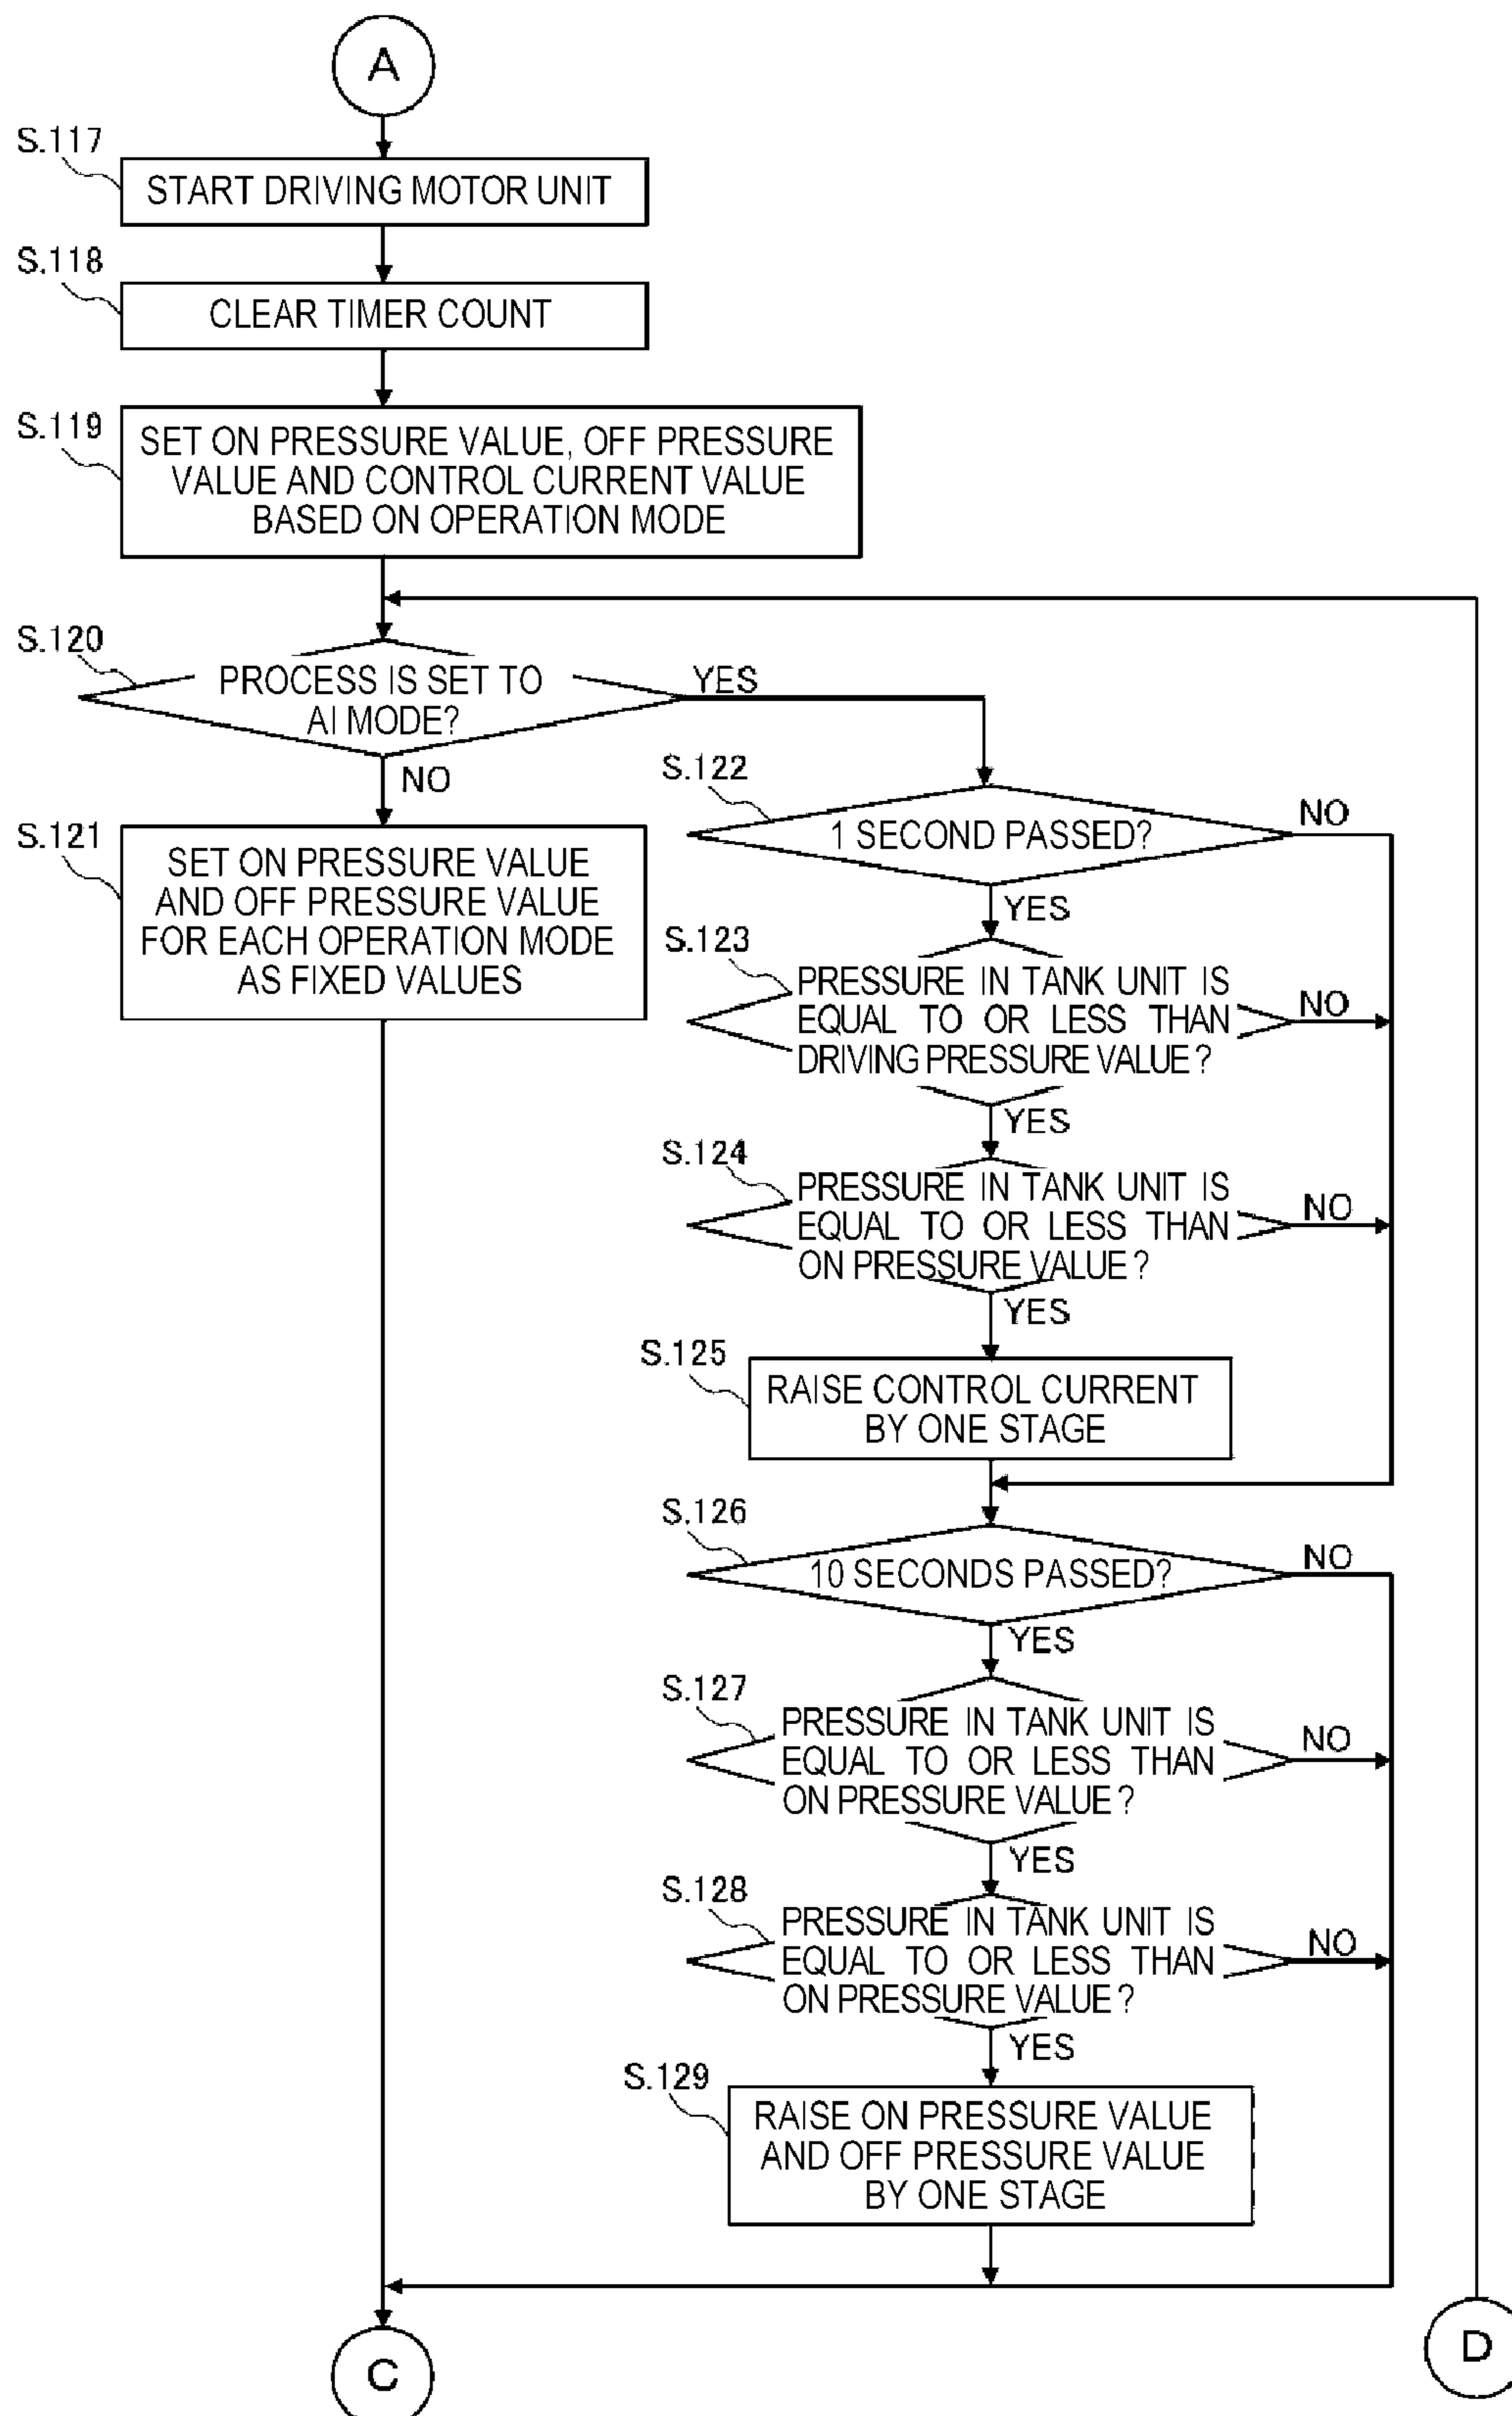 A
S.117
START DRIVING MOTOR UNIT
S.118
CLEAR TIMER COUNT
S.119
SET ON PRESSURE VALUE, OFF PRESSURE
VALUE AND CONTROL CURRENT VALUE
BASED ON OPERATION MODE
S.120
PROCESS IS SET TO
AI MODE?
YES
NO
S.121
SET ON PRESSURE VALUE
AND OFF PRESSURE VALUE
FOR EACH OPERATION MODE
AS FIXED VALUES
S.122
1 SECOND PASSED?
NO
YES
S.123
PRESSURE IN TANK UNIT IS
EQUAL TO OR LESS THAN
DRIVING PRESSURE VALUE?
NO
YES
S.124
PRESSURE IN TANK UNIT IS
EQUAL TO OR LESS THAN
ON PRESSURE VALUE?
NO
YES
S.125
RAISE CONTROL CURRENT
BY ONE STAGE
S.126
10 SECONDS PASSED?
NO
YES
S.127
PRESSURE IN TANK UNIT IS
EQUAL TO OR LESS THAN
ON PRESSURE VALUE?
NO
YES
S.128
PRESSURE IN TANK UNIT IS
EQUAL TO OR LESS THAN
ON PRESSURE VALUE?
NO
YES
S.129
RAISE ON PRESSURE VALUE
AND OFF PRESSURE VALUE
BY ONE STAGE
C
D